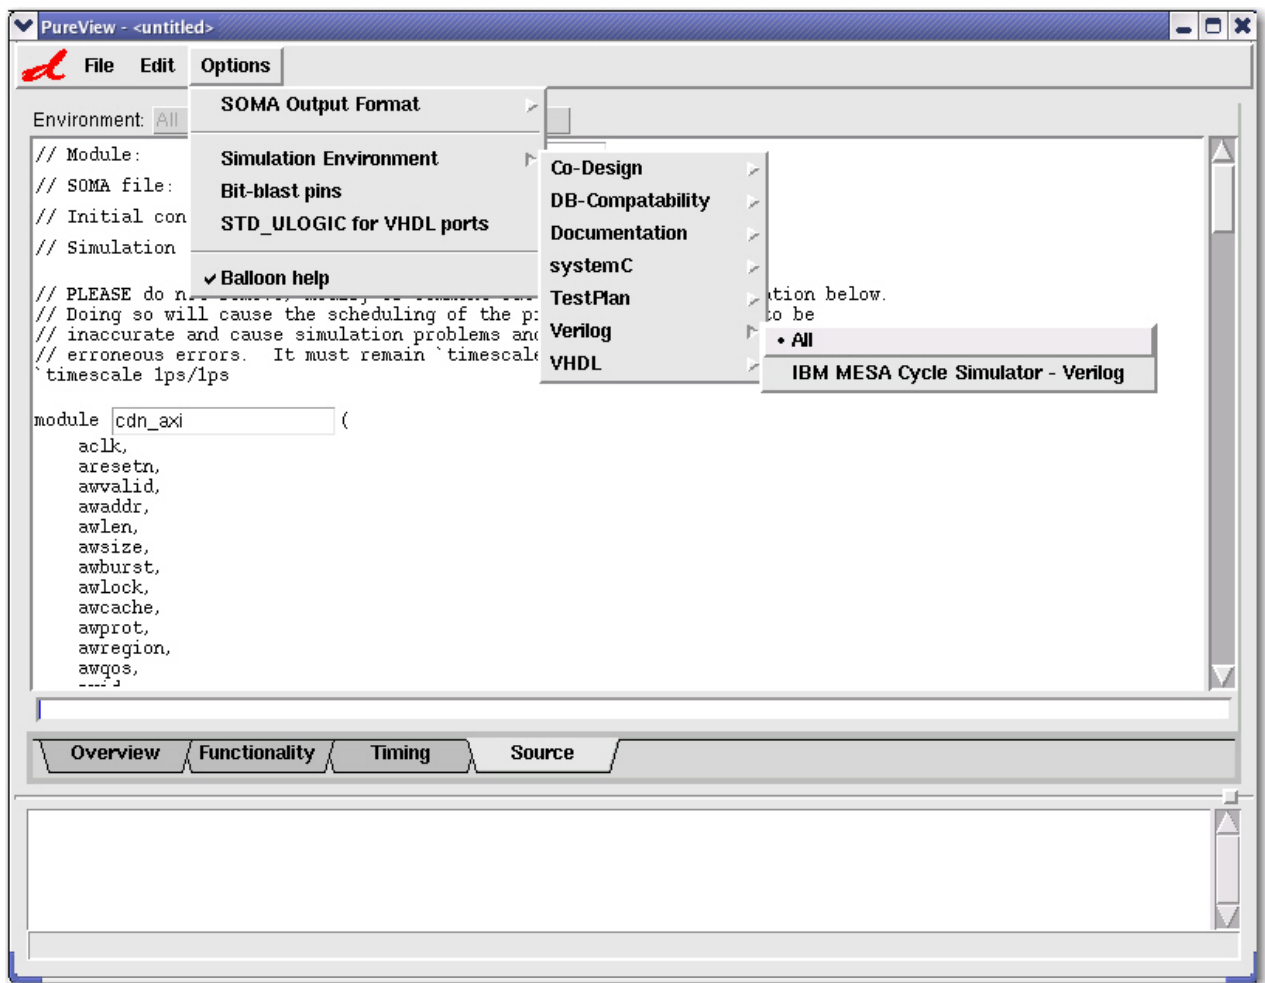 PureView - <untitled>
File Edit Options
SOMA Output Format
Environment: All
// Module:
Simulation Environment
Co-Design
// SOMA file:
Bit-blast pins
DB-Compatability
// Initial con
STD_ULOGIC for VHDL ports
Documentation
// Simulation
systemC
Balloon help
TestPlan
// PLEASE do n tion below.
// Doing so will cause the scheduling of the p to be
Verilog
All
// inaccurate and cause simulation problems and
// erroneous errors. It must remain `timescale
VHDL
IBM MESA Cycle Simulator - Verilog
`timescale 1ps/1ps
module cdn_axi (
aclk,
aresetn,
awvalid,
awaddr,
awlen,
awsize,
awburst,
awlock,
awcache,
awprot,
awregion,
awqos,
Overview Functionality Timing Source